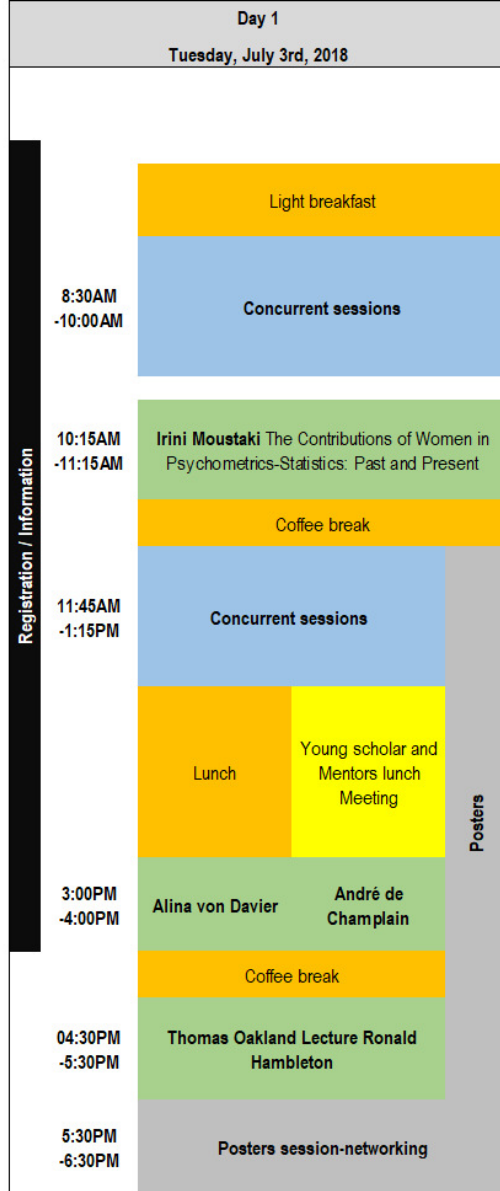 Day 1
Tuesday, July 3rd, 2018
Registration / Information
Light breakfast
8:30AM
-10:00AM
Concurrent sessions
10:15AM
-11:15AM
Irini Moustaki The Contributions of Women in
Psychometrics-Statistics: Past and Present
Coffee break
11:45AM
-1:15PM
Concurrent sessions
Posters
Lunch
Young scholar and
Mentors lunch
Meeting
3:00PM
-4:00PM
Alina von Davier
André de
Champlain
Coffee break
04:30PM
-5:30PM
Thomas Oakland Lecture Ronald
Hambleton
5:30PM
-6:30PM
Posters session-networking